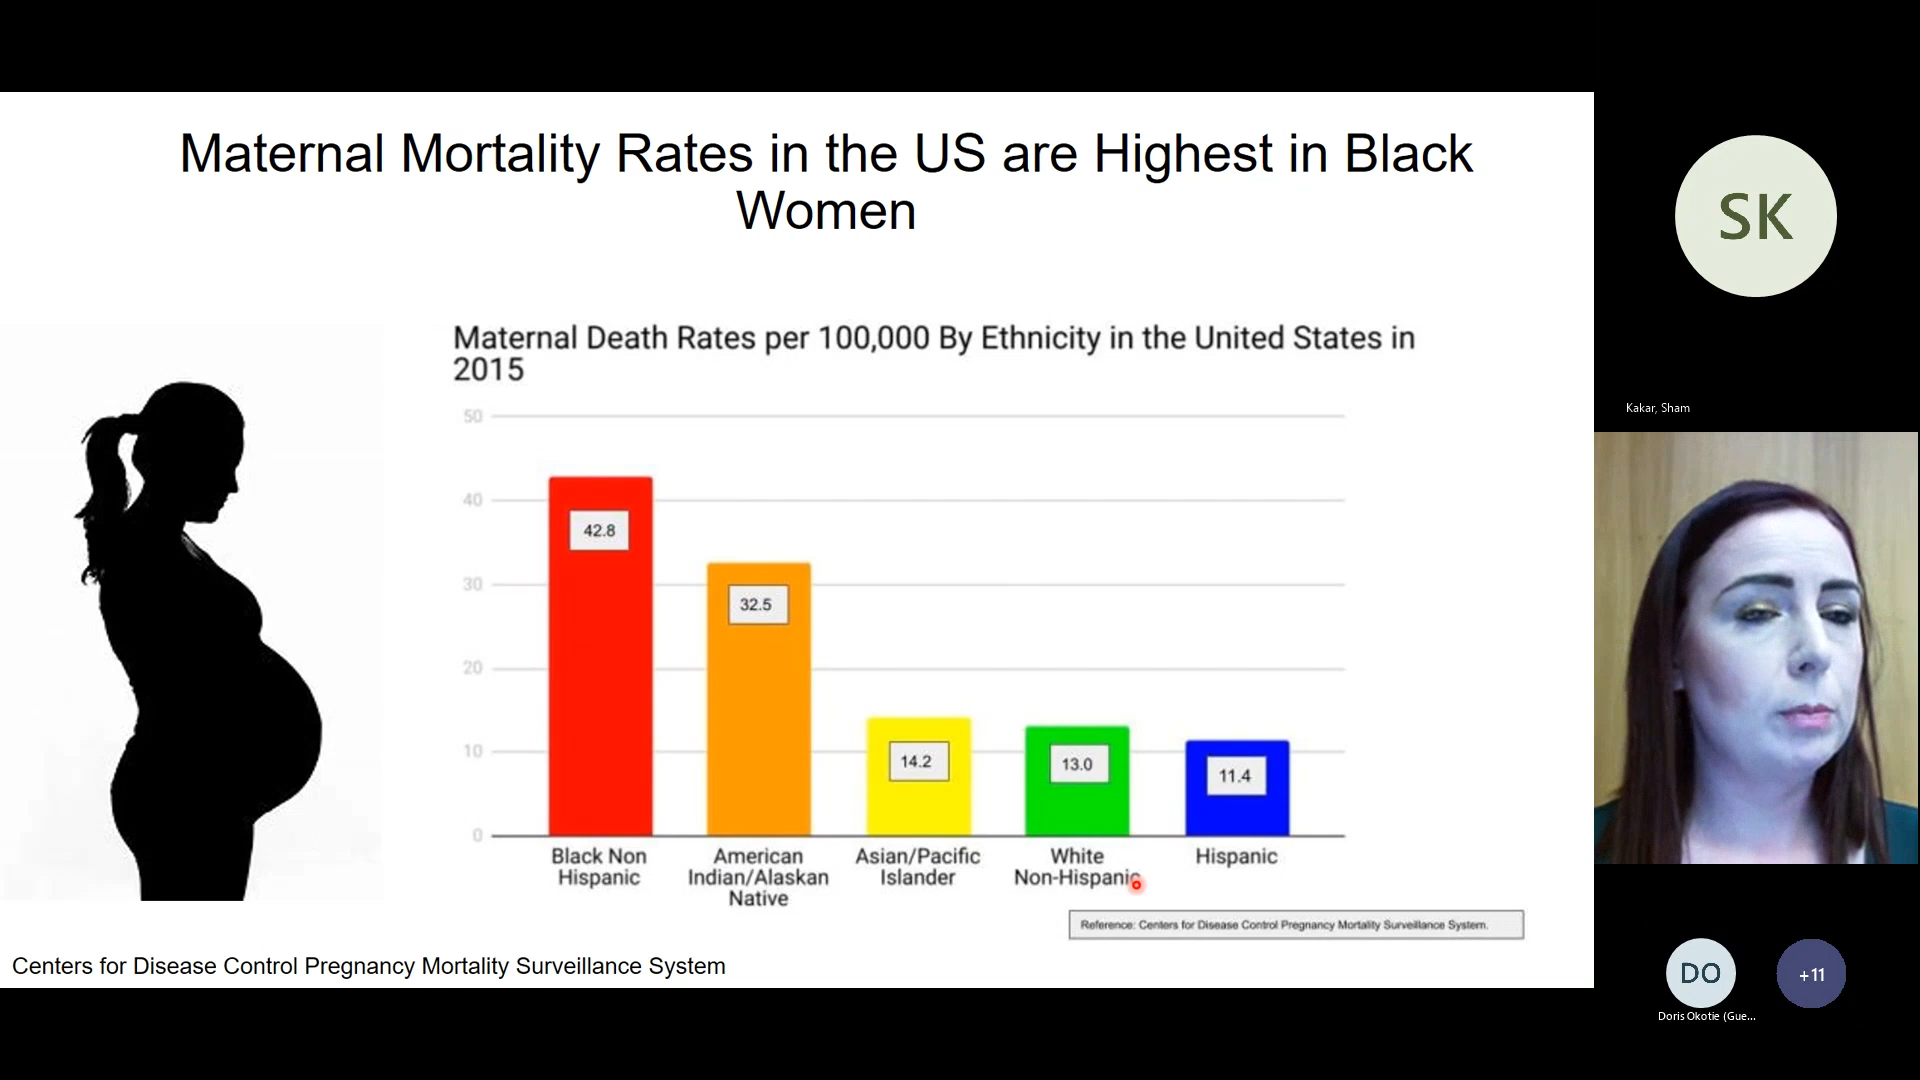 Maternal Mortality Rates in the US are Highest in Black
Women
Maternal Death Rates per 100,000 By Ethnicity in the United States in
2015
50
40
30
20
10
0
42.8
32.5
14.2
13.0
11.4
Black Non
Hispanic
American
Indian/Alaskan
Native
Asian/Pacific
Islander
White
Non-Hispanic
Hispanic
Reference: Centers for Disease Control Pregnancy Mortality Surveillance System.
Centers for Disease Control Pregnancy Mortality Surveillance System
SK
Kakar, Sham
DO
Doris Okotie (Gue...
+11